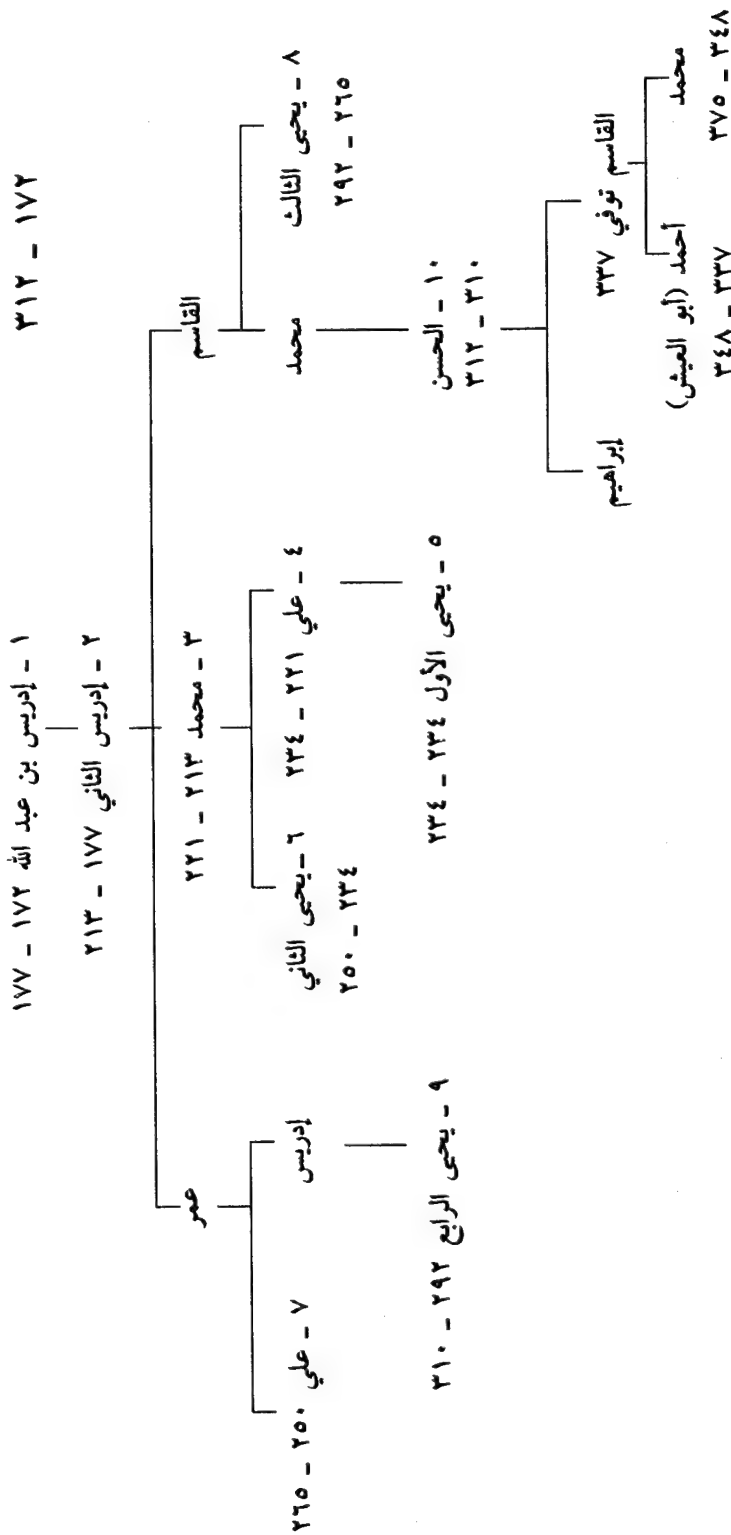 ١٧٢ - ٣١٢
١ - إدريس بن عبد الله ١٧٢ - ١٧٧
٢ - إدريس الثاني ١٧٧ - ٢١٣
القاسم
٣ - محمد ٢١٣ - ٢٢١
عمر
٨ - يحيى الثالث
٢٦٥ - ٢٩٢
محمد
٤ - علي ٢٢١ - ٢٣٤
٦ - يحيى الثاني
٢٣٤ - ٢٥٠
إدريس
٧ - علي ٢٥٠ - ٢٦٥
١٠ - الحسن
٣١٠ - ٣١٢
٥ - يحيى الأول ٢٣٤ - ٢٣٤
٩ - يحيى الرابع ٢٩٢ - ٣١٠
القاسم توفي ٣٣٧
إبراهيم
محمد
٣٤٨ - ٣٧٥
أحمد (أبو العيش)
٣٣٧ - ٣٤٨